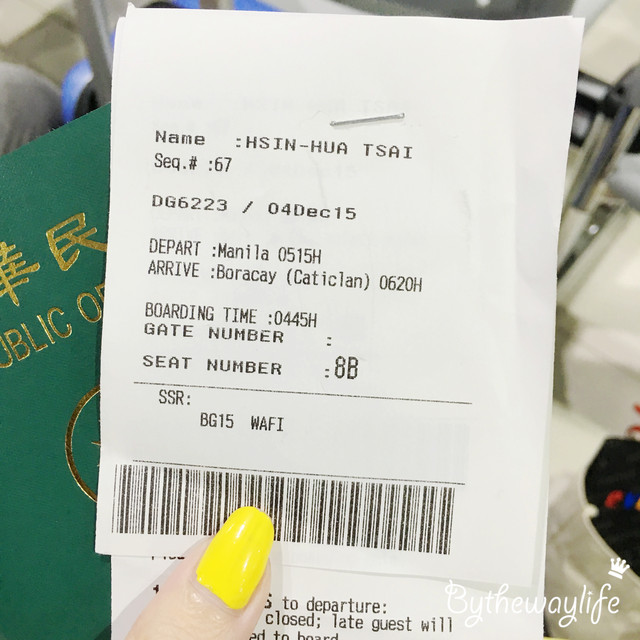 華民
PUBLIC OF
Name :HSIN-HUA TSAI
Seq.# :67
DG6223 / 04Dec15
DEPART :Manila 0515H
ARRIVE :Boracay (Caticlan) 0620H
BOARDING TIME :0445H
GATE NUMBER :
SEAT NUMBER :8B
SSR:
BG15 WAFI
to departure:
closed; late guest will
to board
Bythewaylife